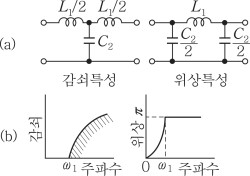 L₁/2 L₁/2 L₁
(a) C₂ C₂/2 C₂/2
감쇠특성 위상특성
(b) 감쇠 위상 π
0
ω₁ 주파수 ω₁ 주파수